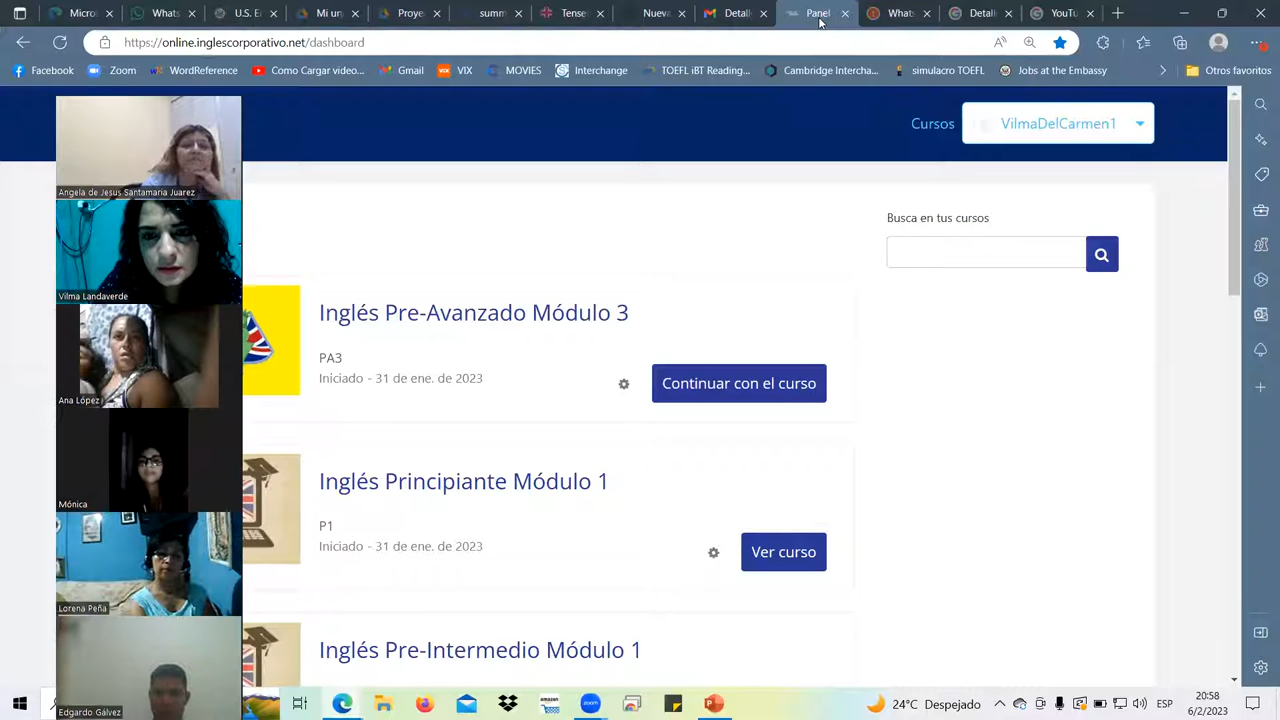 U.S. E
Mi un
Proye
summ
Tende
Nueva
Detall
Panel
Whats
Detall
YouTu
https://online.inglescorporativo.net/dashboard
Facebook
Zoom
WordReference
Como Cargar video...
Gmail
VIX
MOVIES
Interchange
TOEFL iBT Reading...
Cambridge Intercha...
simulacro TOEFL
Jobs at the Embassy
Otros favoritos
Cursos
VilmaDelCarmen1
Busca en tus cursos
Angela de Jesus Santamaria Juarez
Vilma Landaverde
Ana López
Mónica
Lorena Peña
Edgardo Gálvez
Inglés Pre-Avanzado Módulo 3
PA3
Iniciado - 31 de ene. de 2023
Continuar con el curso
Inglés Principiante Módulo 1
P1
Iniciado - 31 de ene. de 2023
Ver curso
Inglés Pre-Intermedio Módulo 1
24°C Despejado
ESP
20:58
6/2/2023